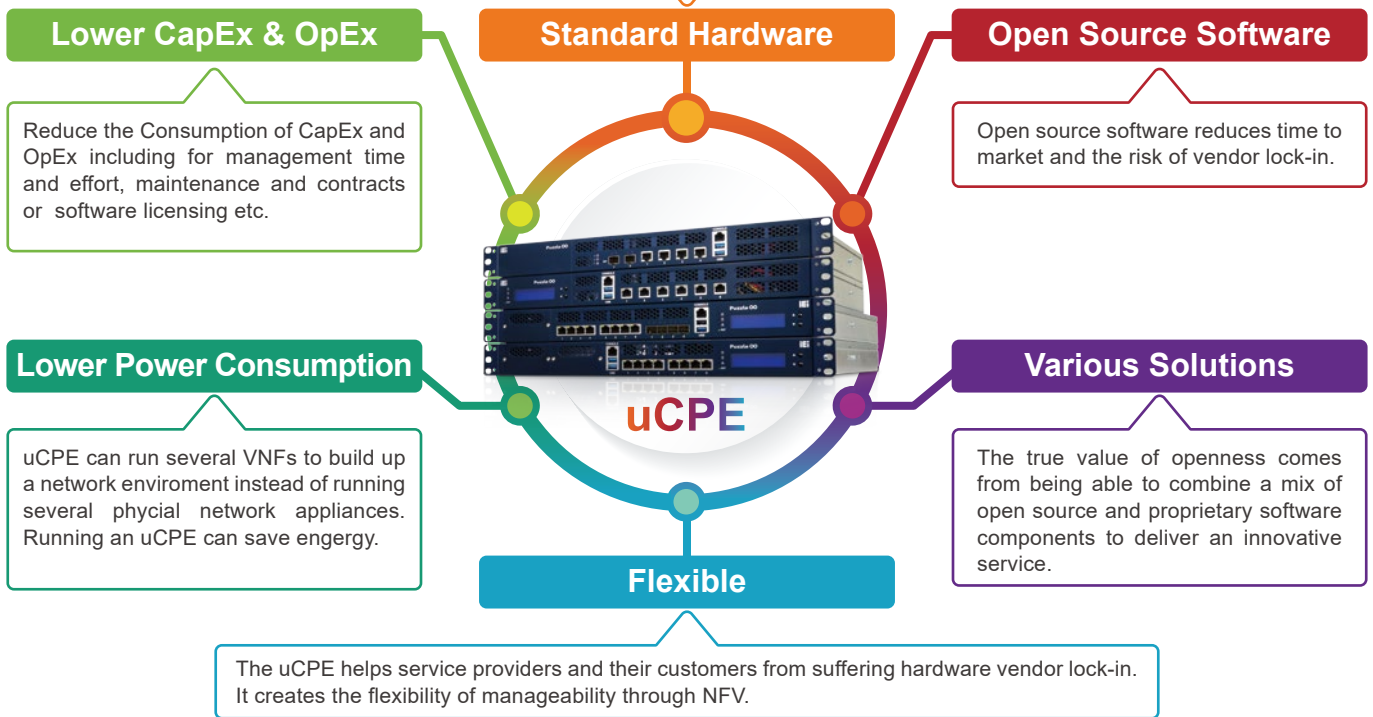 Lower CapEx & OpEx
Standard Hardware
Open Source Software
Reduce the Consumption of CapEx and
OpEx including for management time
and effort, maintenance and contracts
or software licensing etc.
Open source software reduces time to
market and the risk of vendor lock-in.
Puzzle OO
Puzzle OO
Puzzle OO
Lower Power Consumption
Various Solutions
uCPE
uCPE can run several VNFs to build up
a network enviroment instead of running
several phycial network appliances.
Running an uCPE can save engergy.
The true value of openness comes
from being able to combine a mix of
open source and proprietary software
components to deliver an innovative
service.
Flexible
The uCPE helps service providers and their customers from suffering hardware vendor lock-in.
It creates the flexibility of manageability through NFV.